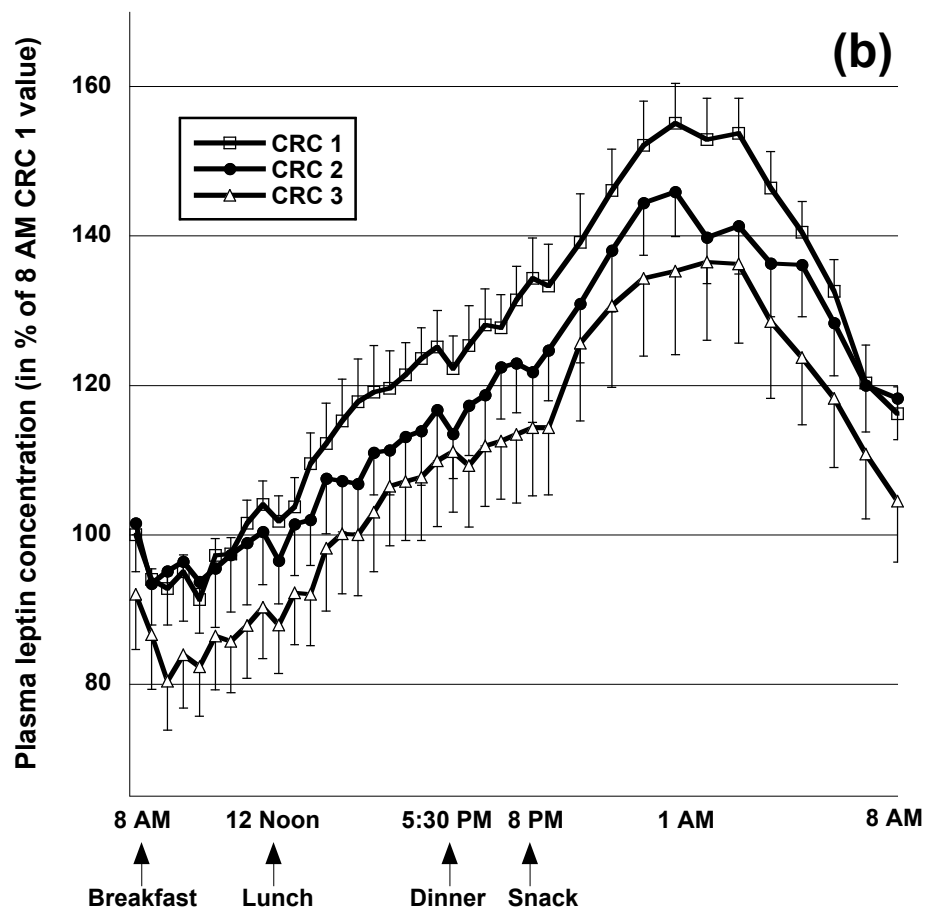 (b)
Plasma leptin concentration (in % of 8 AM CRC 1 value)
160
140
120
100
80
CRC 1
CRC 2
CRC 3
8 AM 12 Noon 5:30 PM 8 PM 1 AM 8 AM
Breakfast Lunch Dinner Snack